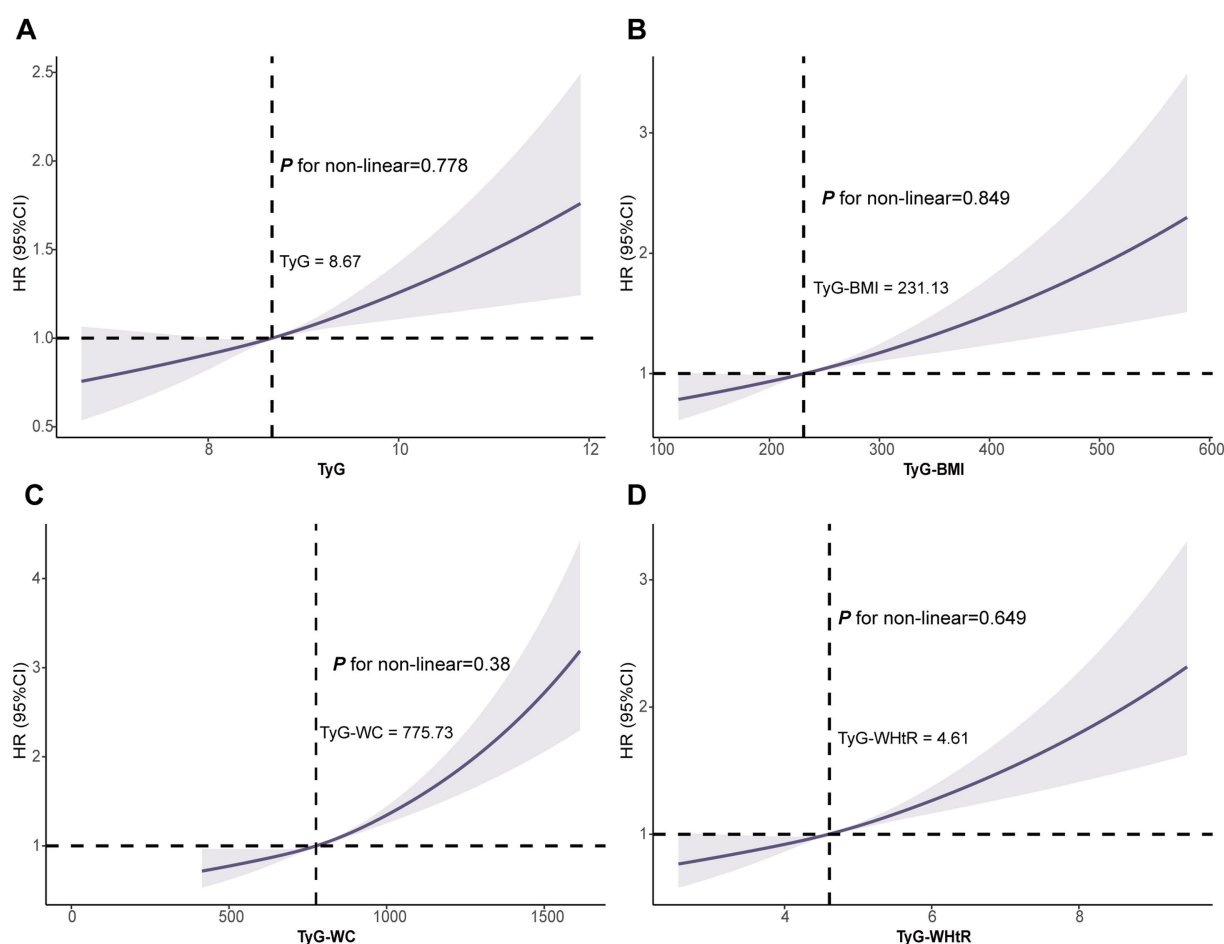 A
HR (95%CI)
2.5
2.0
1.5
1.0
0.5
P for non-linear=0.778
TyG = 8.67
8
10
12
TyG
B
HR (95%CI)
3
2
1
P for non-linear=0.849
TyG-BMI = 231.13
100
200
300
400
500
600
TyG-BMI
C
HR (95%CI)
4
3
2
1
P for non-linear=0.38
TyG-WC = 775.73
0
500
1000
1500
TyG-WC
D
HR (95%CI)
3
2
1
P for non-linear=0.649
TyG-WHtR = 4.61
4
6
8
TyG-WHtR